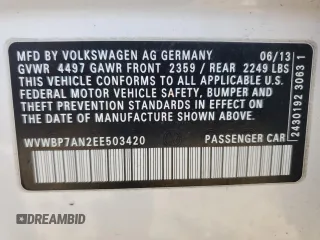 MFD BY VOLKSWAGEN AG GERMANY 06/13
GVWR 4497 GAWR FRONT 2359 / REAR 2249 LBS
THIS VEHICLE CONFORMS TO ALL APPLICABLE U.S.
FEDERAL MOTOR VEHICLE SAFETY, BUMPER AND
THEFT PREVENTION STANDARDS IN EFFECT ON THE
DATE OF MANUFACTURE SHOWN ABOVE.
WVWBP7AN2EE503420 PASSENGER CAR
2430192 3063 1
WREMBID